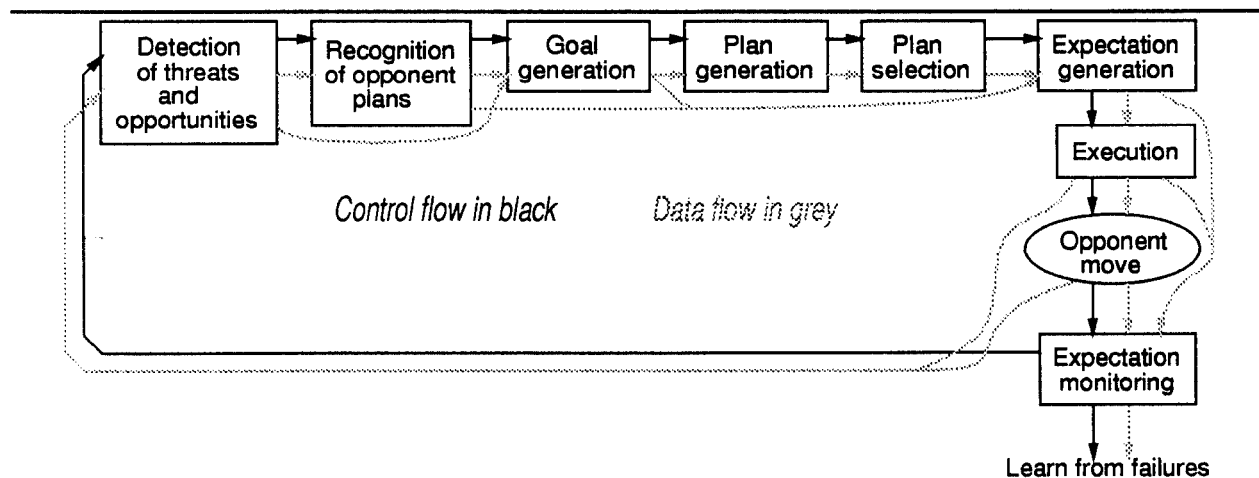 Detection
of threats
and
opportunities
Recognition
of opponent
plans
Goal
generation
Plan
generation
Plan
selection
Expectation
generation
Execution
Control flow in black
Data flow in grey
Opponent
move
Expectation
monitoring
Learn from failures